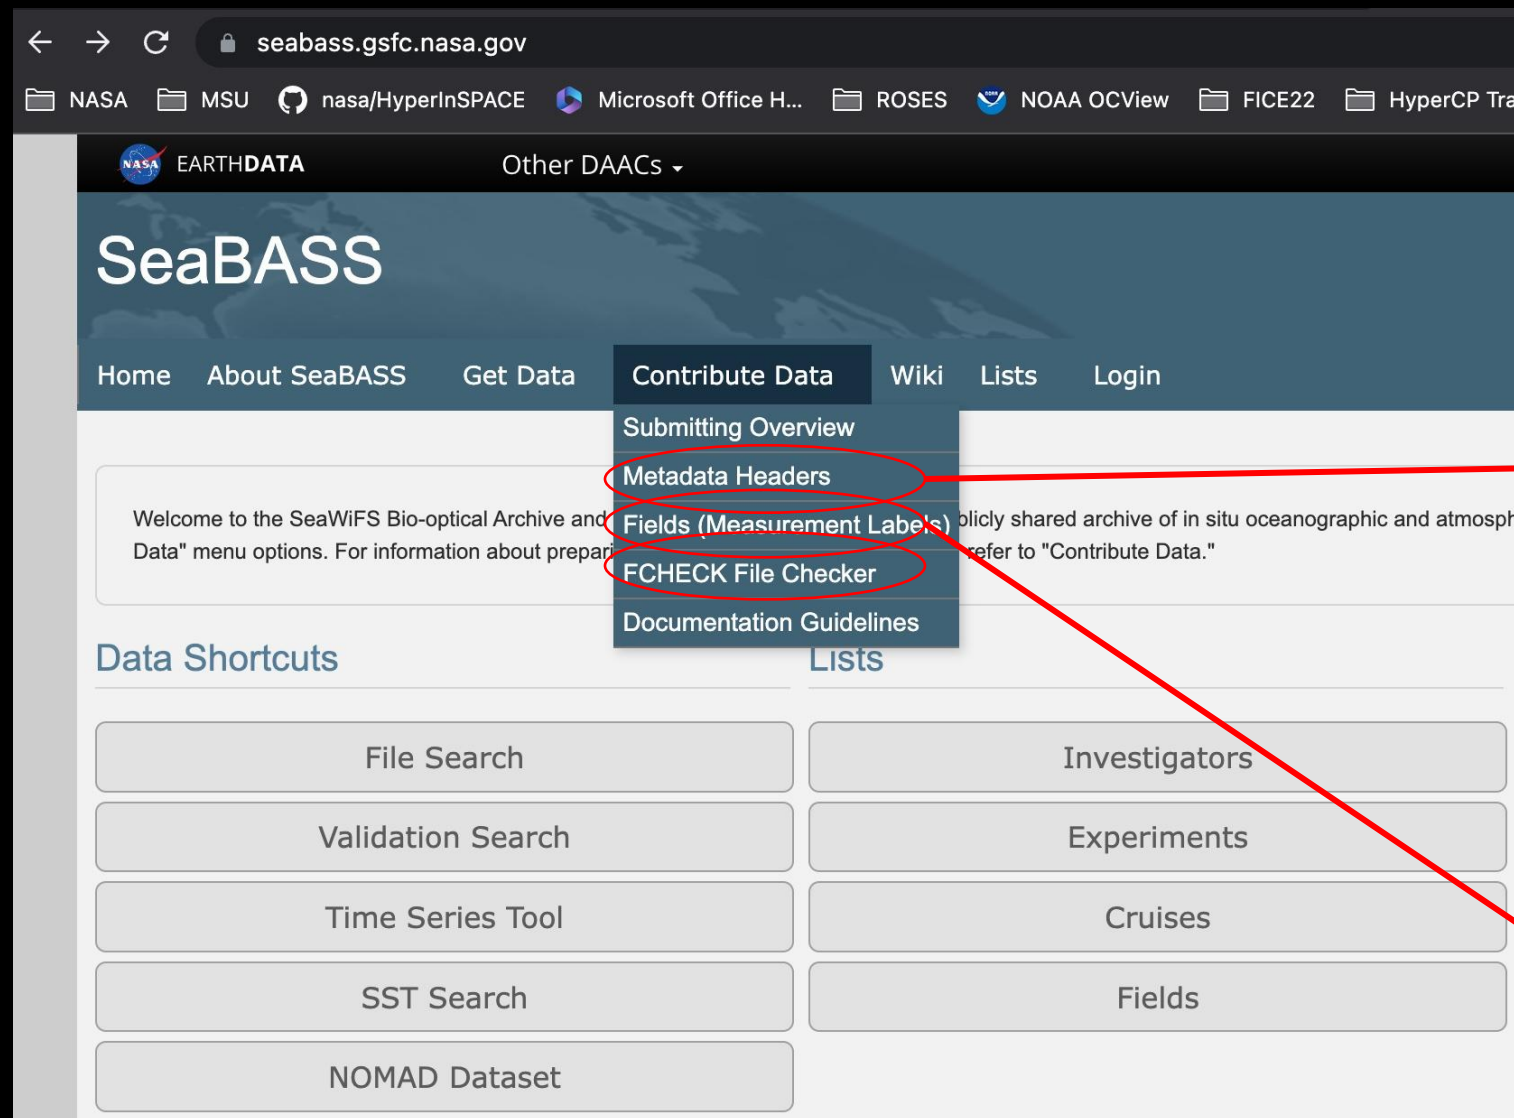 seabass.gsfc.nasa.gov
NASA MSU nasa/HyperInSPACE Microsoft Office H... ROSES NOAA OCView FICE22 HyperCP Tra
NASA EARTHDATA Other DAACs
SeaBASS
Home About SeaBASS Get Data Contribute Data Wiki Lists Login
Submitting Overview
Metadata Headers
Fields (Measurement Labels)
FCHECK File Checker
Documentation Guidelines
Welcome to the SeaWiFS Bio-optical Archive and blicly shared archive of in situ oceanographic and atmosph
Data" menu options. For information about prepari refer to "Contribute Data."
Data Shortcuts
File Search
Validation Search
Time Series Tool
SST Search
NOMAD Dataset
Lists
Investigators
Experiments
Cruises
Fields